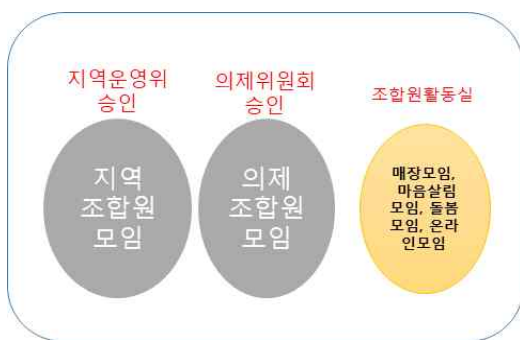 지역운영위
승인
의제위원회
승인
조합원활동실
지역
조합원
모임
의제
조합원
모임
매장모임,
마음살림
모임, 돌봄
모임, 온라
인모임